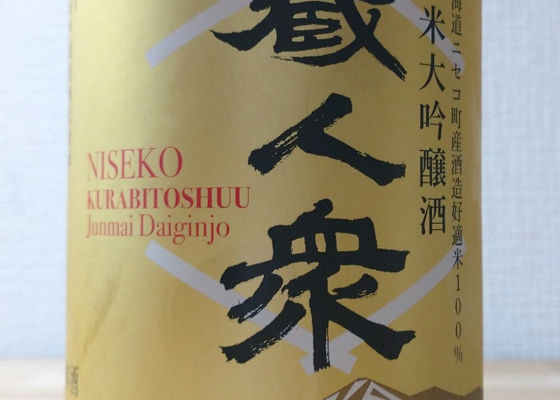 海道ニセコ町産酒造好適米100%
米大吟醸酒
蔵人衆
NISEKO
KURABITOSHUU
Junmai Daiginjo